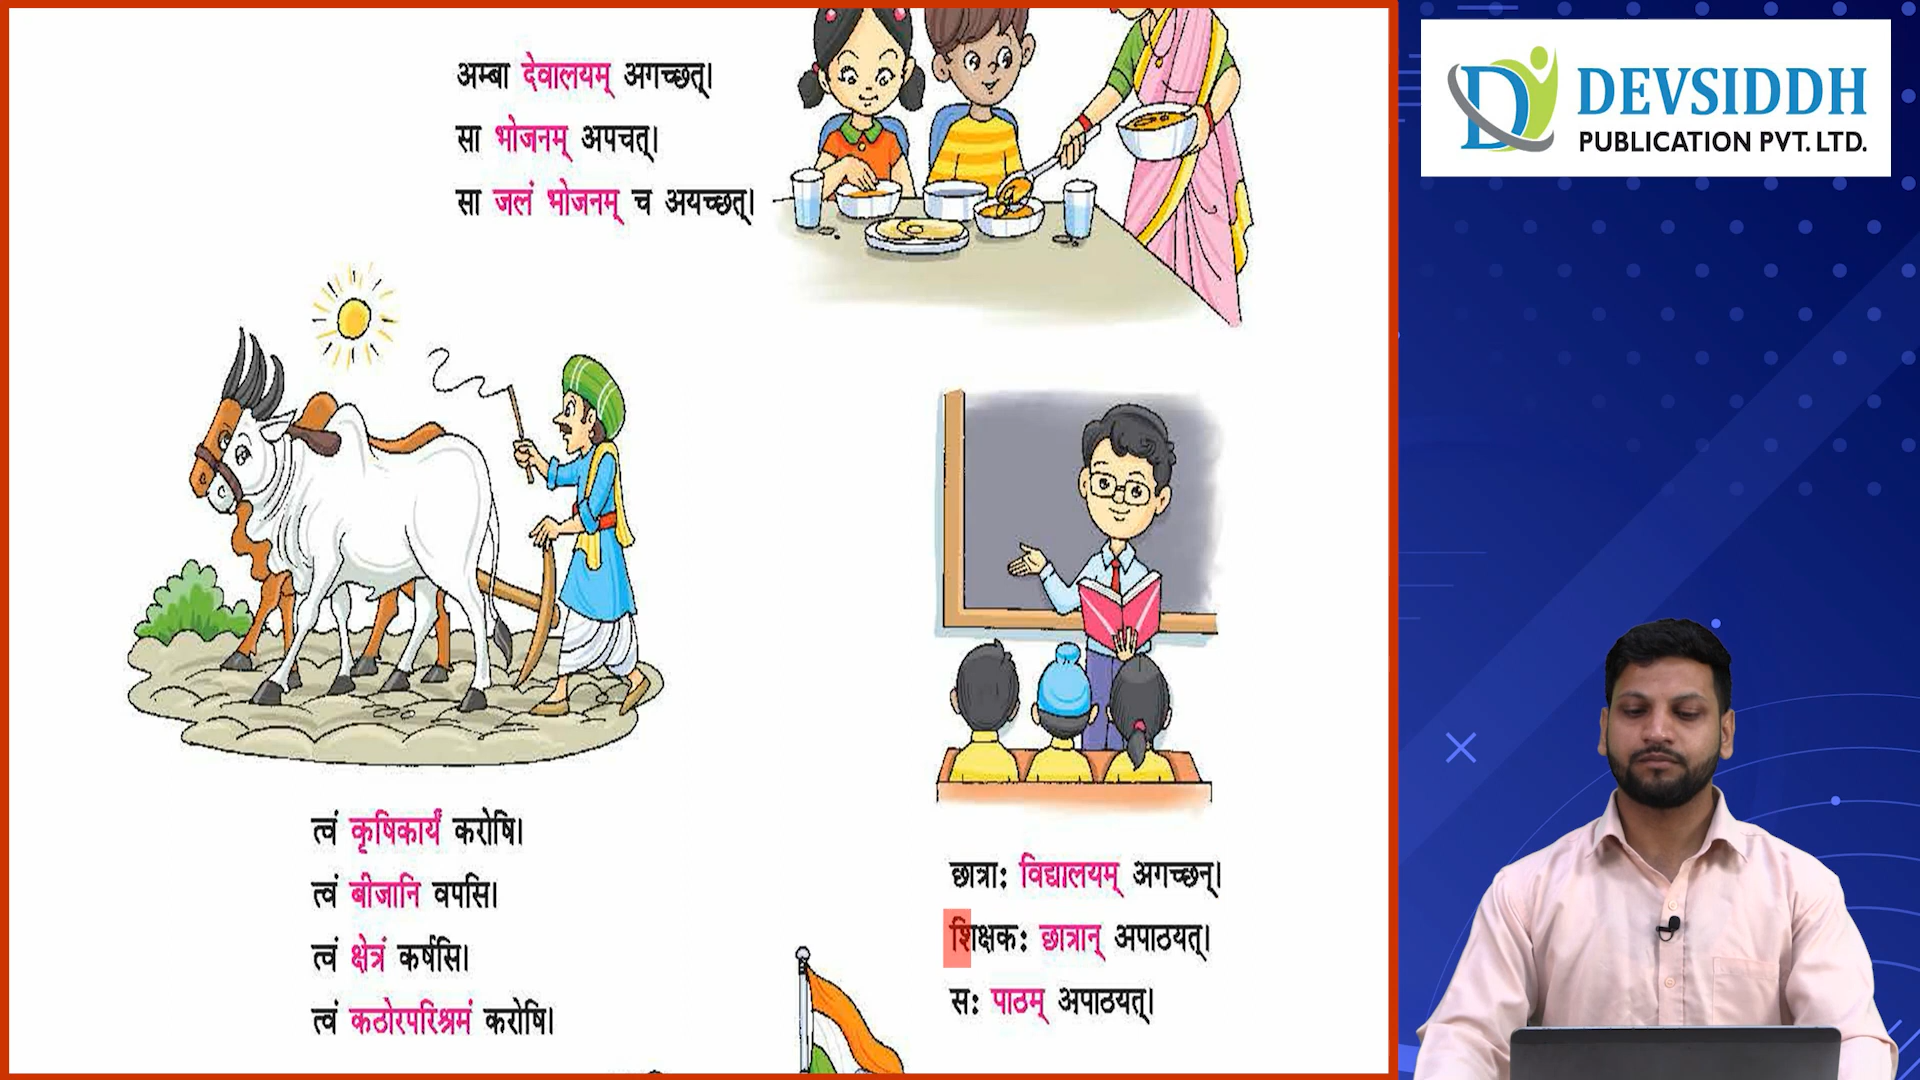 अम्बा देवालयम् अगच्छत्।
सा भोजनम् अपचत्।
सा जलं भोजनम् च अयच्छत्।
त्वं कृषिकार्यं करोषि।
त्वं बीजानि वपसि।
त्वं क्षेत्रं कर्षसि।
त्वं कठोरपरिश्रमं करोषि।
छात्रा: विद्यालयम् अगच्छन्।
शिक्षक: छात्रान् अपाठयत्।
स: पाठम् अपाठयत्।
DEVSIDDH
PUBLICATION PVT. LTD.